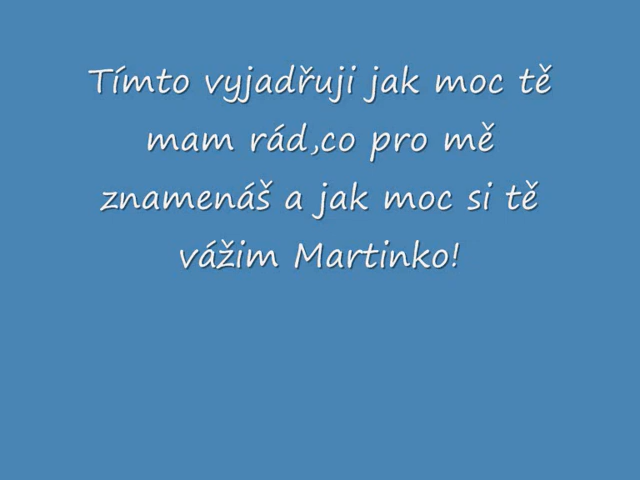 Tímto vyjadřuji jak moc tě
mam rád,co pro mě
znamenáš a jak moc si tě
vážim Martinko!